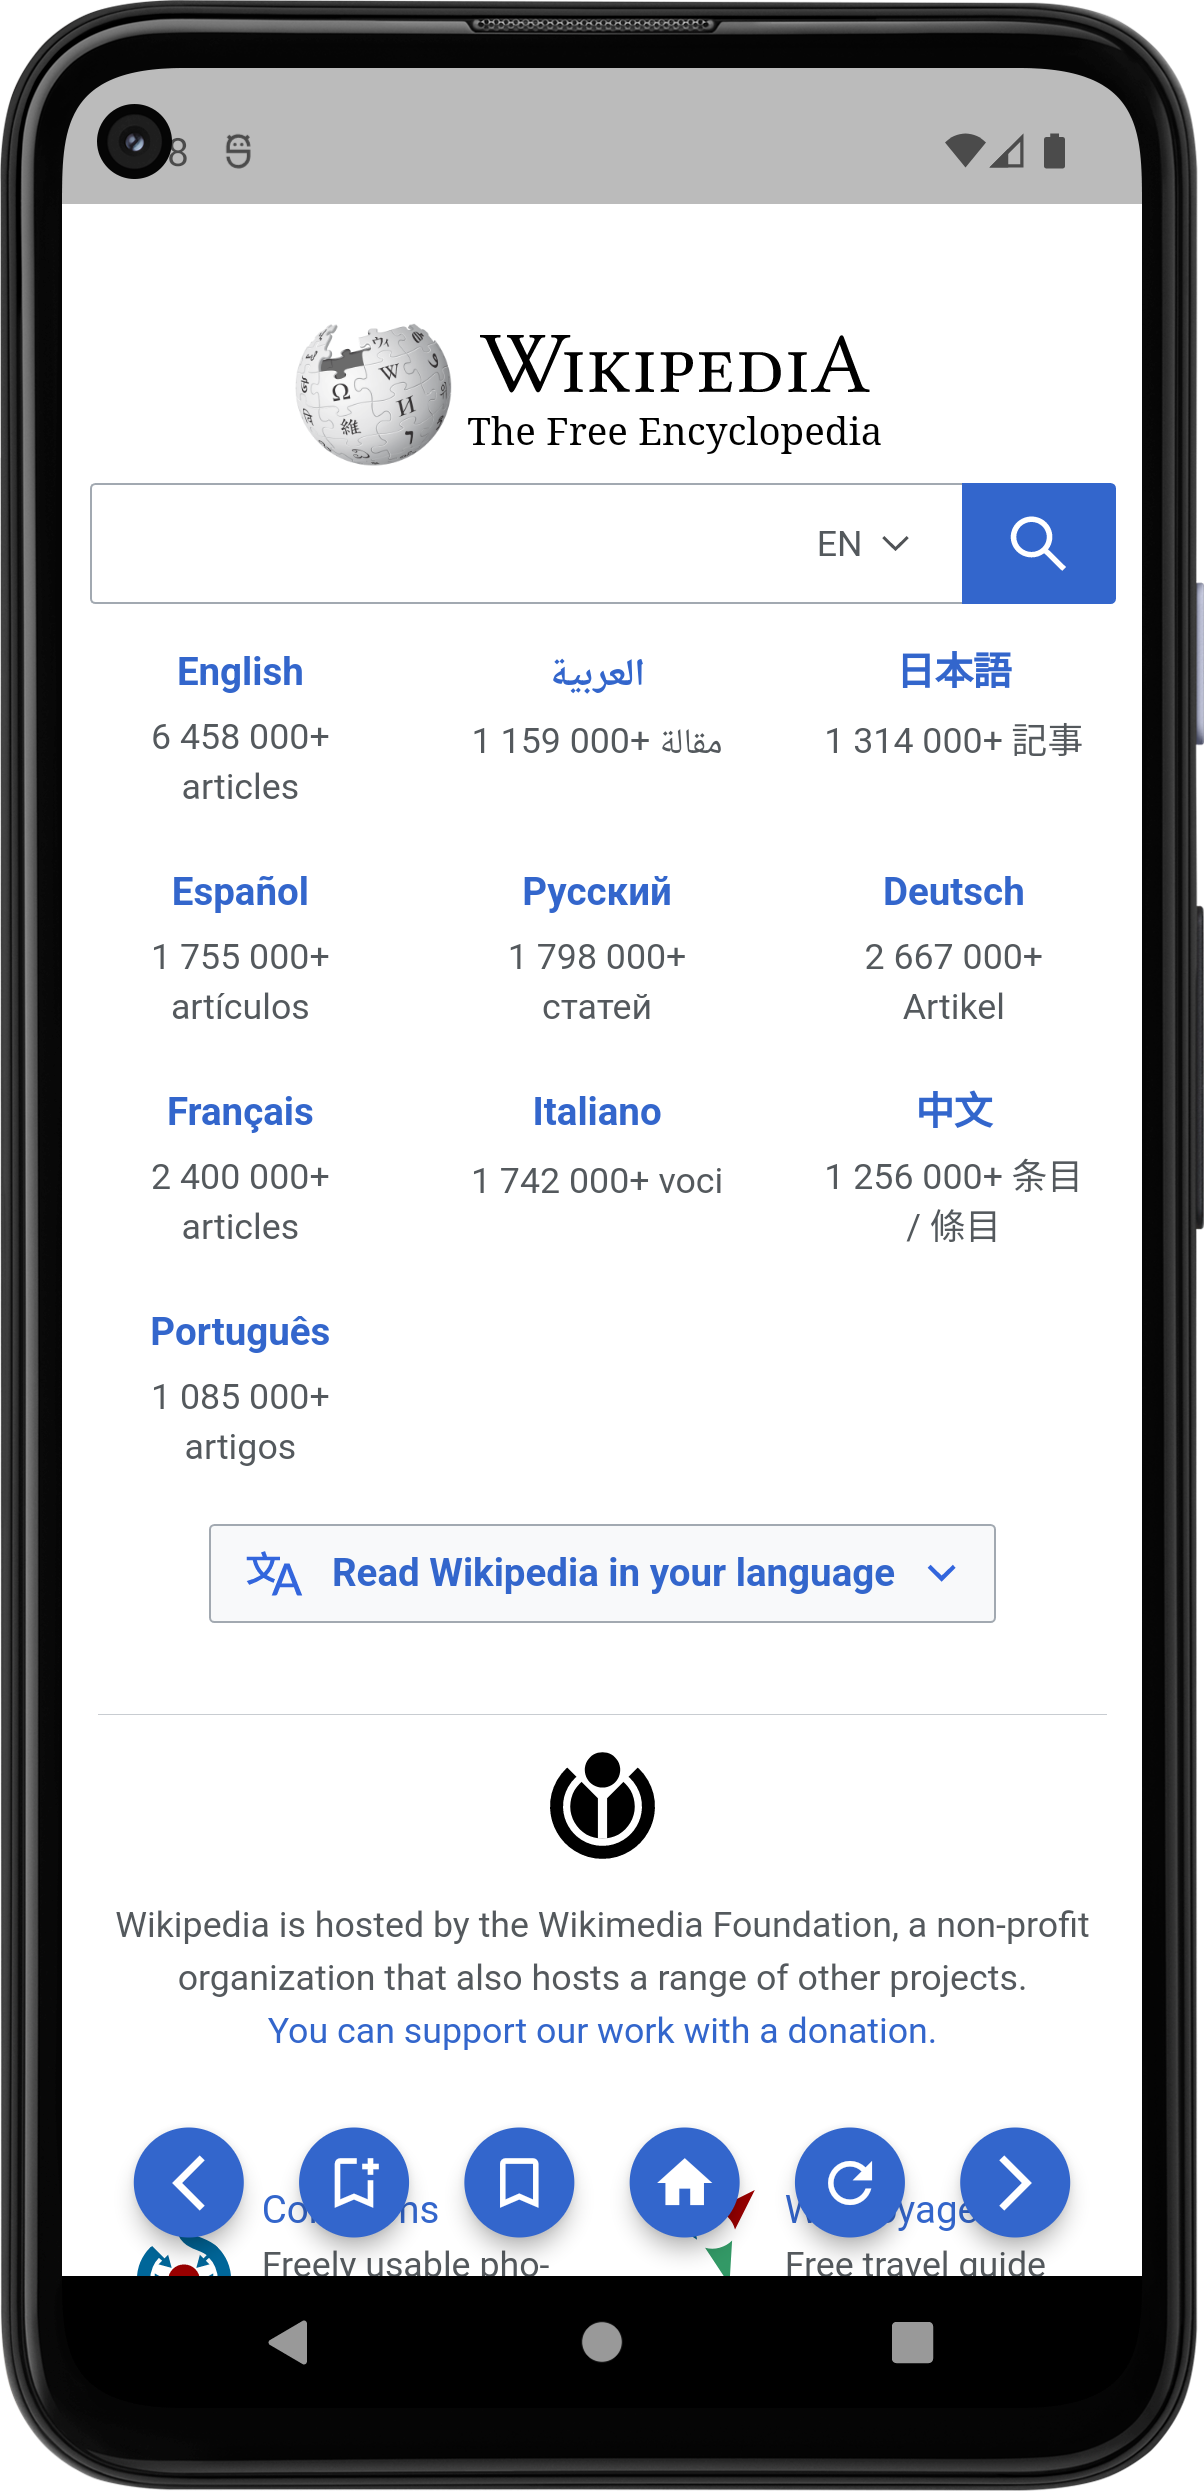 8
WIKIPEDIA
The Free Encyclopedia
EN
English
6 458 000+
articles
العربية
1 159 000+ مقالة
日本語
1 314 000+ 記事
Español
1 755 000+
artículos
Русский
1 798 000+
статей
Deutsch
2 667 000+
Artikel
Français
2 400 000+
articles
Italiano
1 742 000+ voci
中文
1 256 000+ 条目
/ 條目
Português
1 085 000+
artigos
Read Wikipedia in your language
Wikipedia is hosted by the Wikimedia Foundation, a non-profit
organization that also hosts a range of other projects.
You can support our work with a donation.
Freely usable pho-
Free travel guide